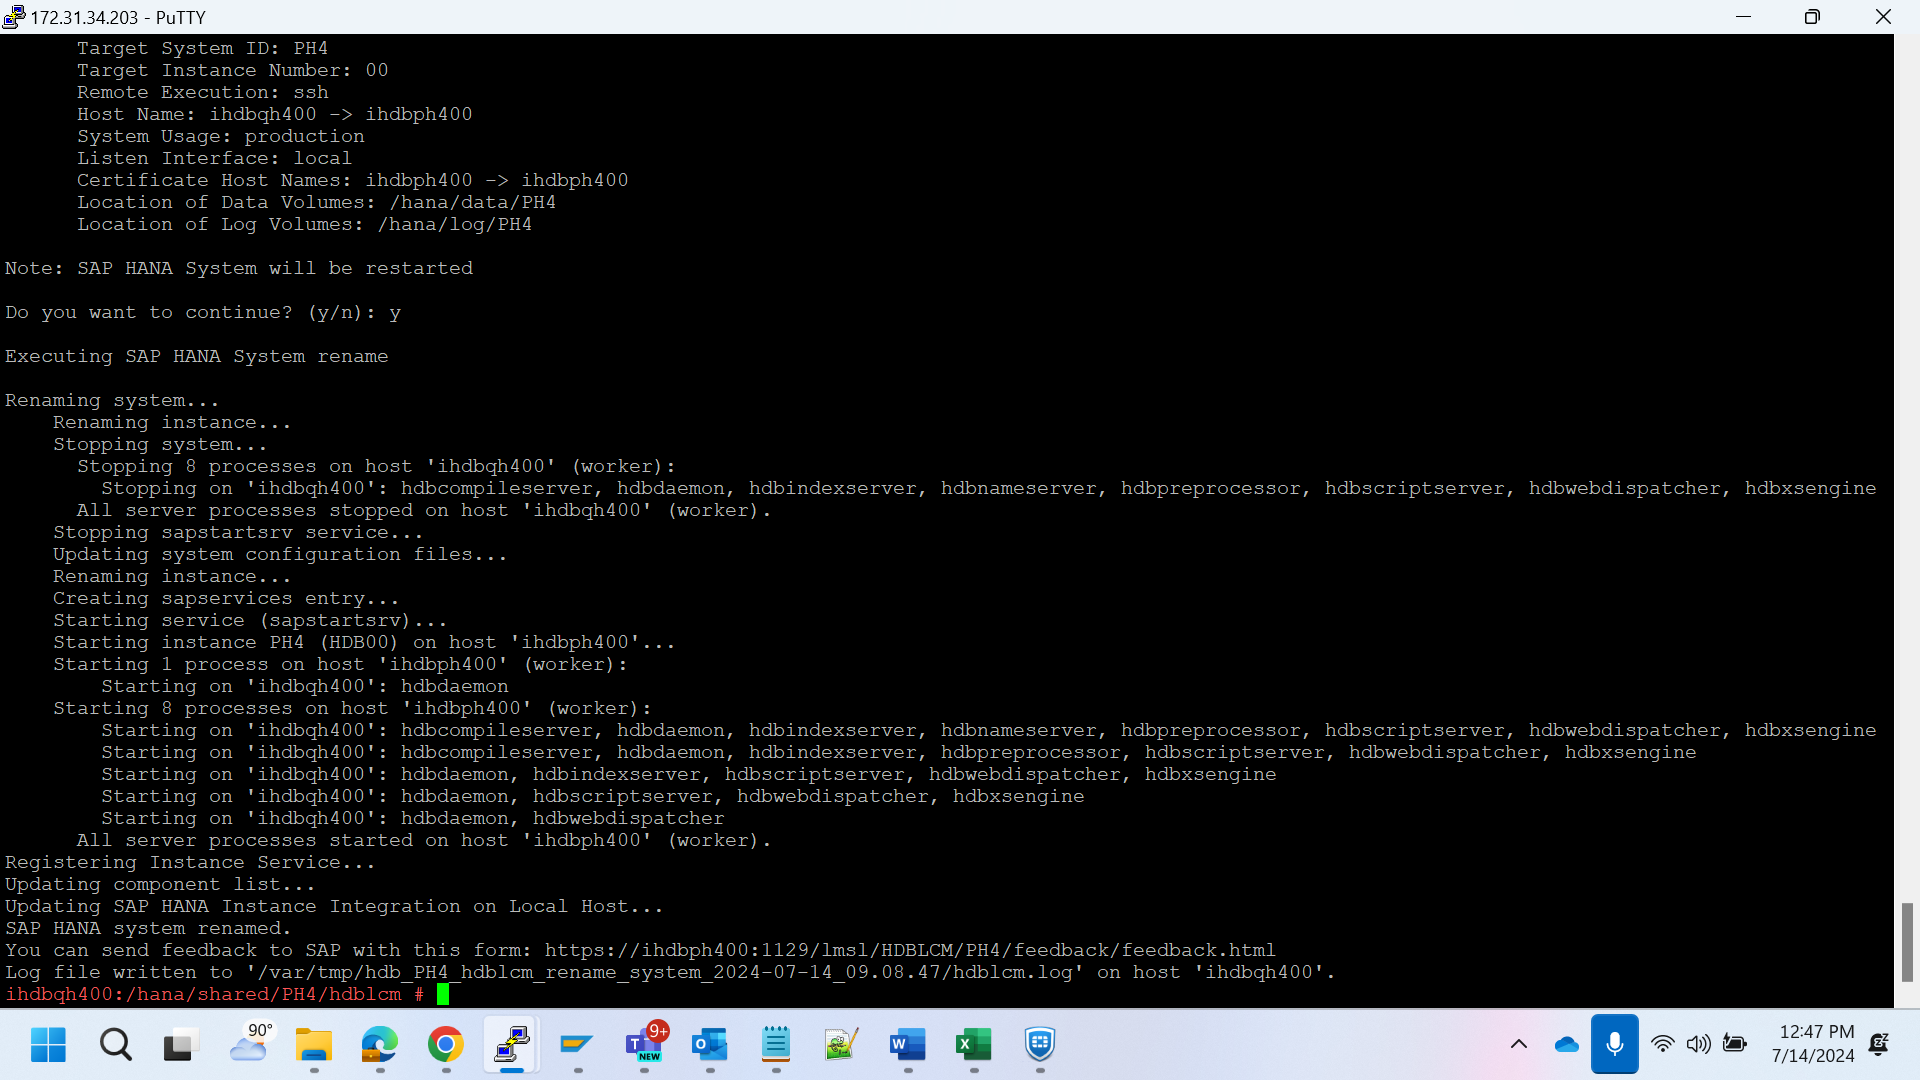 172.31.34.203 - PuTTY
Target System ID: PH4
Target Instance Number: 00
Remote Execution: ssh
Host Name: ihdbqh400 -> ihdbph400
System Usage: production
Listen Interface: local
Certificate Host Names: ihdbph400 -> ihdbph400
Location of Data Volumes: /hana/data/PH4
Location of Log Volumes: /hana/log/PH4
Note: SAP HANA System will be restarted
Do you want to continue? (y/n): y
Executing SAP HANA System rename
Renaming system...
Renaming instance...
Stopping system...
Stopping 8 processes on host 'ihdbqh400' (worker):
Stopping on 'ihdbqh400': hdbcompileserver, hdbdaemon, hdbindexserver, hdbnameserver, hdbpreprocessor, hdbscriptserver, hdbwebdispatcher, hdbxsengine
All server processes stopped on host 'ihdbqh400' (worker).
Stopping sapstartsrv service...
Updating system configuration files...
Renaming instance...
Creating sapservices entry...
Starting service (sapstartsrv)...
Starting instance PH4 (HDB00) on host 'ihdbph400'...
Starting 1 process on host 'ihdbph400' (worker):
Starting on 'ihdbqh400': hdbdaemon
Starting 8 processes on host 'ihdbph400' (worker):
Starting on 'ihdbqh400': hdbcompileserver, hdbdaemon, hdbindexserver, hdbnameserver, hdbpreprocessor, hdbscriptserver, hdbwebdispatcher, hdbxsengine
Starting on 'ihdbqh400': hdbcompileserver, hdbdaemon, hdbindexserver, hdbpreprocessor, hdbscriptserver, hdbwebdispatcher, hdbxsengine
Starting on 'ihdbqh400': hdbdaemon, hdbindexserver, hdbscriptserver, hdbwebdispatcher, hdbxsengine
Starting on 'ihdbqh400': hdbdaemon, hdbscriptserver, hdbwebdispatcher, hdbxsengine
Starting on 'ihdbqh400': hdbdaemon, hdbwebdispatcher
All server processes started on host 'ihdbph400' (worker).
Registering Instance Service...
Updating component list...
Updating SAP HANA Instance Integration on Local Host...
SAP HANA system renamed.
You can send feedback to SAP with this form: https://ihdbph400:1129/lmsl/HDBLCM/PH4/feedback/feedback.html
Log file written to '/var/tmp/hdb_PH4_hdblcm_rename_system_2024-07-14_09.08.47/hdblcm.log' on host 'ihdbqh400'.
ihdbqh400:/hana/shared/PH4/hdblcm #
90°
9+
NEW
12:47 PM
7/14/2024